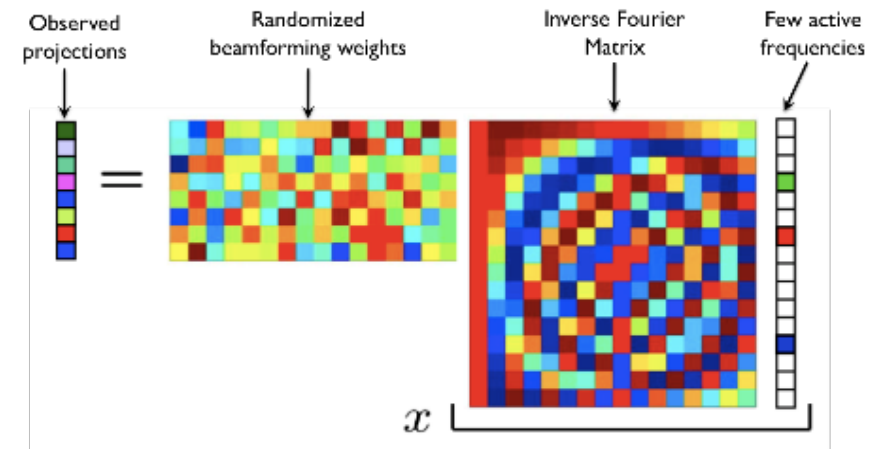 Observed
projections
Randomized
beamforming weights
Inverse Fourier
Matrix
Few active
frequencies
=
x